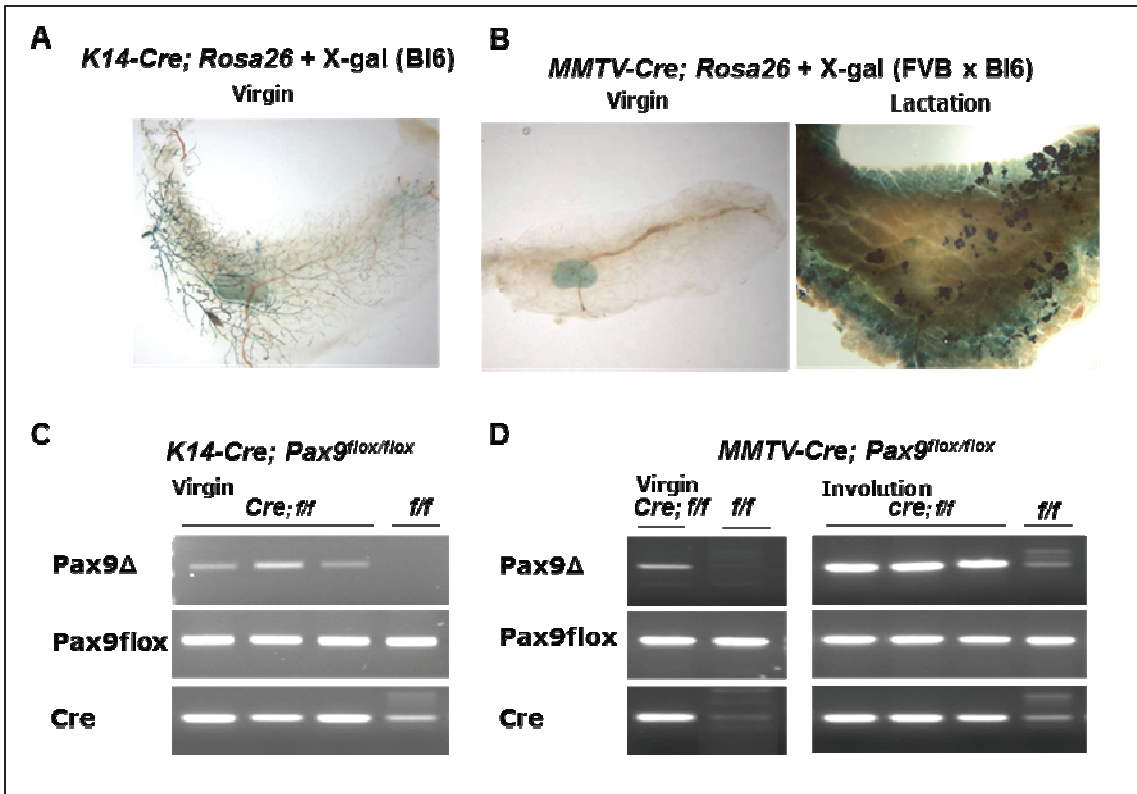 A
K14-Cre; Rosa26 + X-gal (Bl6)
Virgin
B
MMTV-Cre; Rosa26 + X-gal (FVB x Bl6)
Virgin
Lactation
C
K14-Cre; Pax9flox/flox
Virgin
Cre; f/f
f/f
Pax9Δ
Pax9flox
Cre
D
MMTV-Cre; Pax9flox/flox
Virgin
Cre; f/f
f/f
Involution
cre; f/f
f/f
Pax9Δ
Pax9flox
Cre